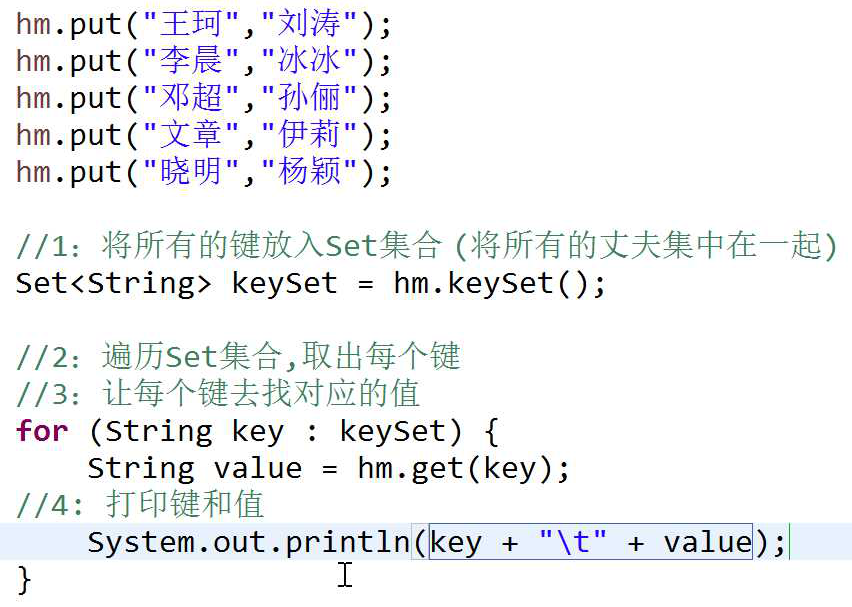 hm.put("王珂","刘涛");
hm.put("李晨","冰冰");
hm.put("邓超","孙俪");
hm.put("文章","伊莉");
hm.put("晓明","杨颖");
//1: 将所有的键放入Set集合(将所有的丈夫集中在一起)
Set<String> keySet = hm.keySet();
//2: 遍历Set集合,取出每个键
//3: 让每个键去找对应的值
for (String key : keySet) {
String value = hm.get(key);
//4: 打印键和值
System.out.println(key + "\t" + value);
}